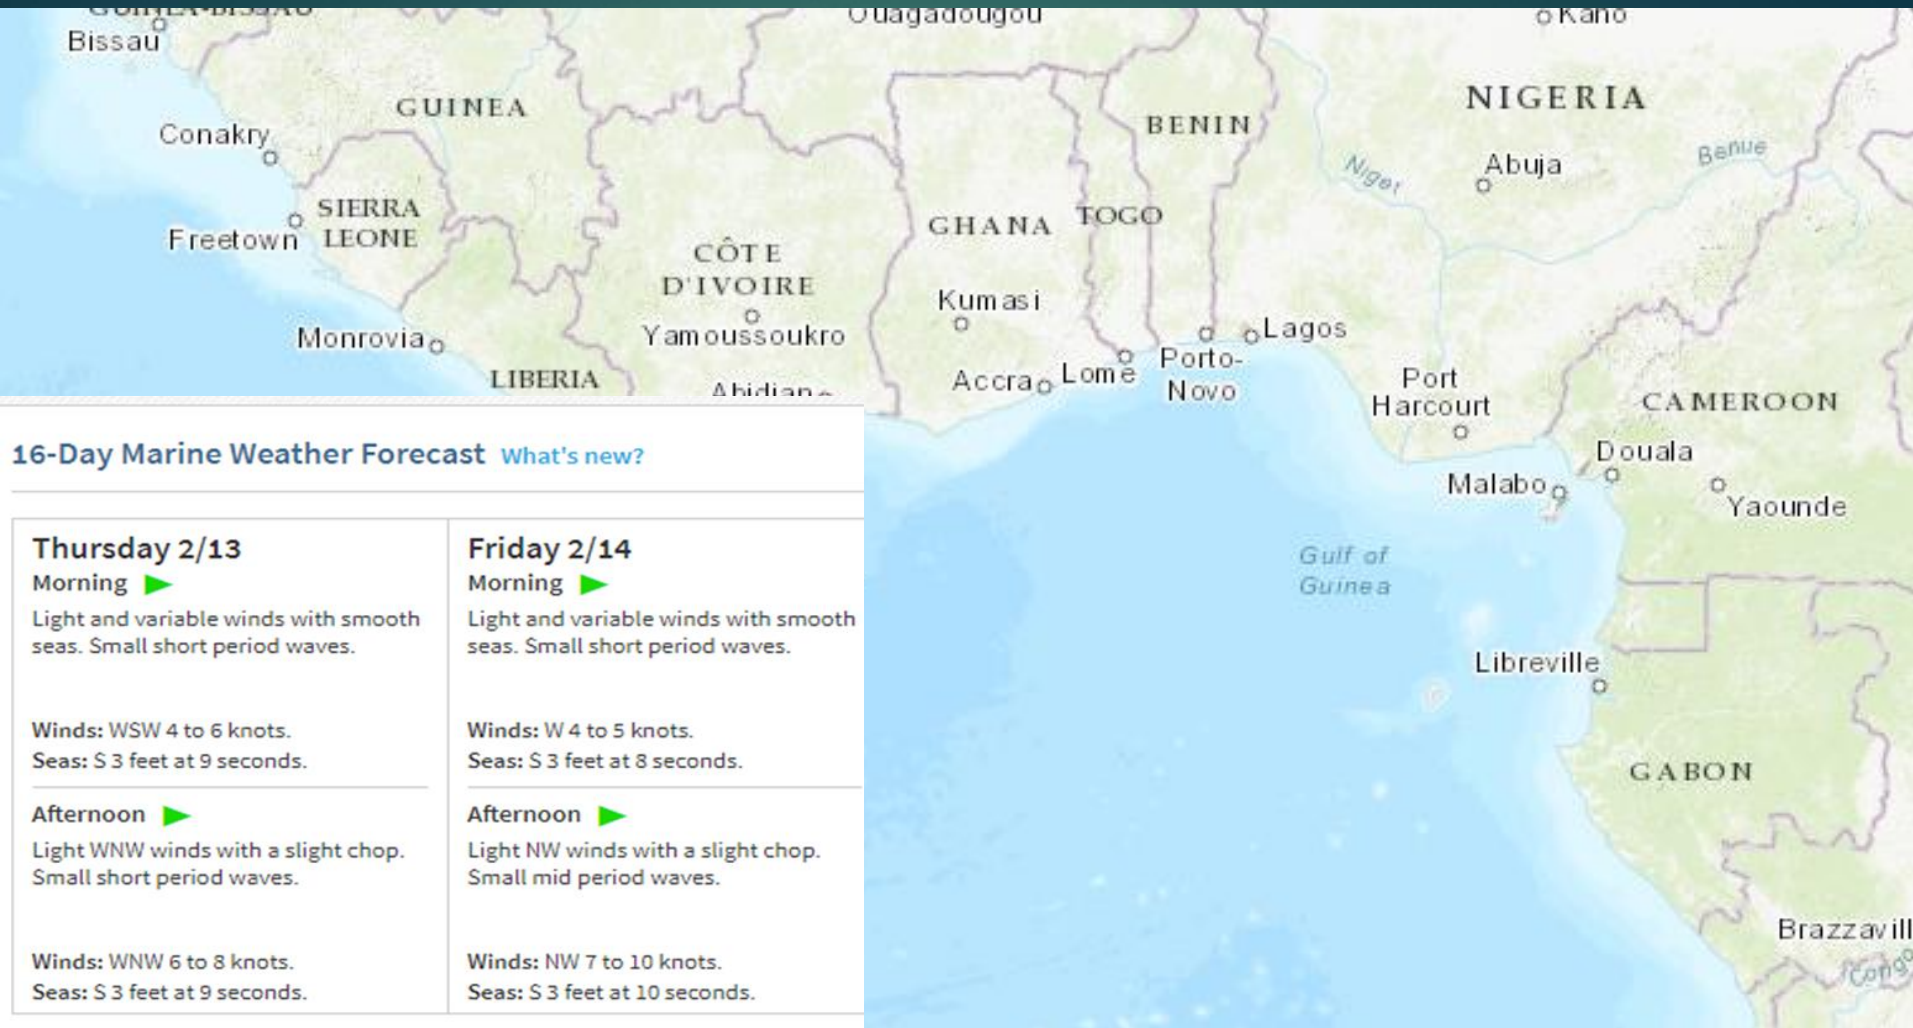 GUINEA-BISSAU
Bissau
Ouagadougou
Kano
GUINEA
NIGERIA
Conakry
BENIN
Abuja
Niger
Benue
SIERRA
LEONE
Freetown
GHANA
TOGO
CÔTE
D'IVOIRE
Yamoussoukro
Kumasi
Monrovia
LIBERIA
Abidjan
Accra
Lome
Porto-
Novo
Lagos
Port
Harcourt
CAMEROON
Douala
Malabo
Yaounde
Gulf of
Guinea
Libreville
GABON
Brazzavill
Congo
16-Day Marine Weather Forecast What's new?
Thursday 2/13
Morning
Light and variable winds with smooth
seas. Small short period waves.
Winds: WSW 4 to 6 knots.
Seas: S 3 feet at 9 seconds.
Afternoon
Light WNW winds with a slight chop.
Small short period waves.
Winds: WNW 6 to 8 knots.
Seas: S 3 feet at 9 seconds.
Friday 2/14
Morning
Light and variable winds with smooth
seas. Small short period waves.
Winds: W 4 to 5 knots.
Seas: S 3 feet at 8 seconds.
Afternoon
Light NW winds with a slight chop.
Small mid period waves.
Winds: NW 7 to 10 knots.
Seas: S 3 feet at 10 seconds.